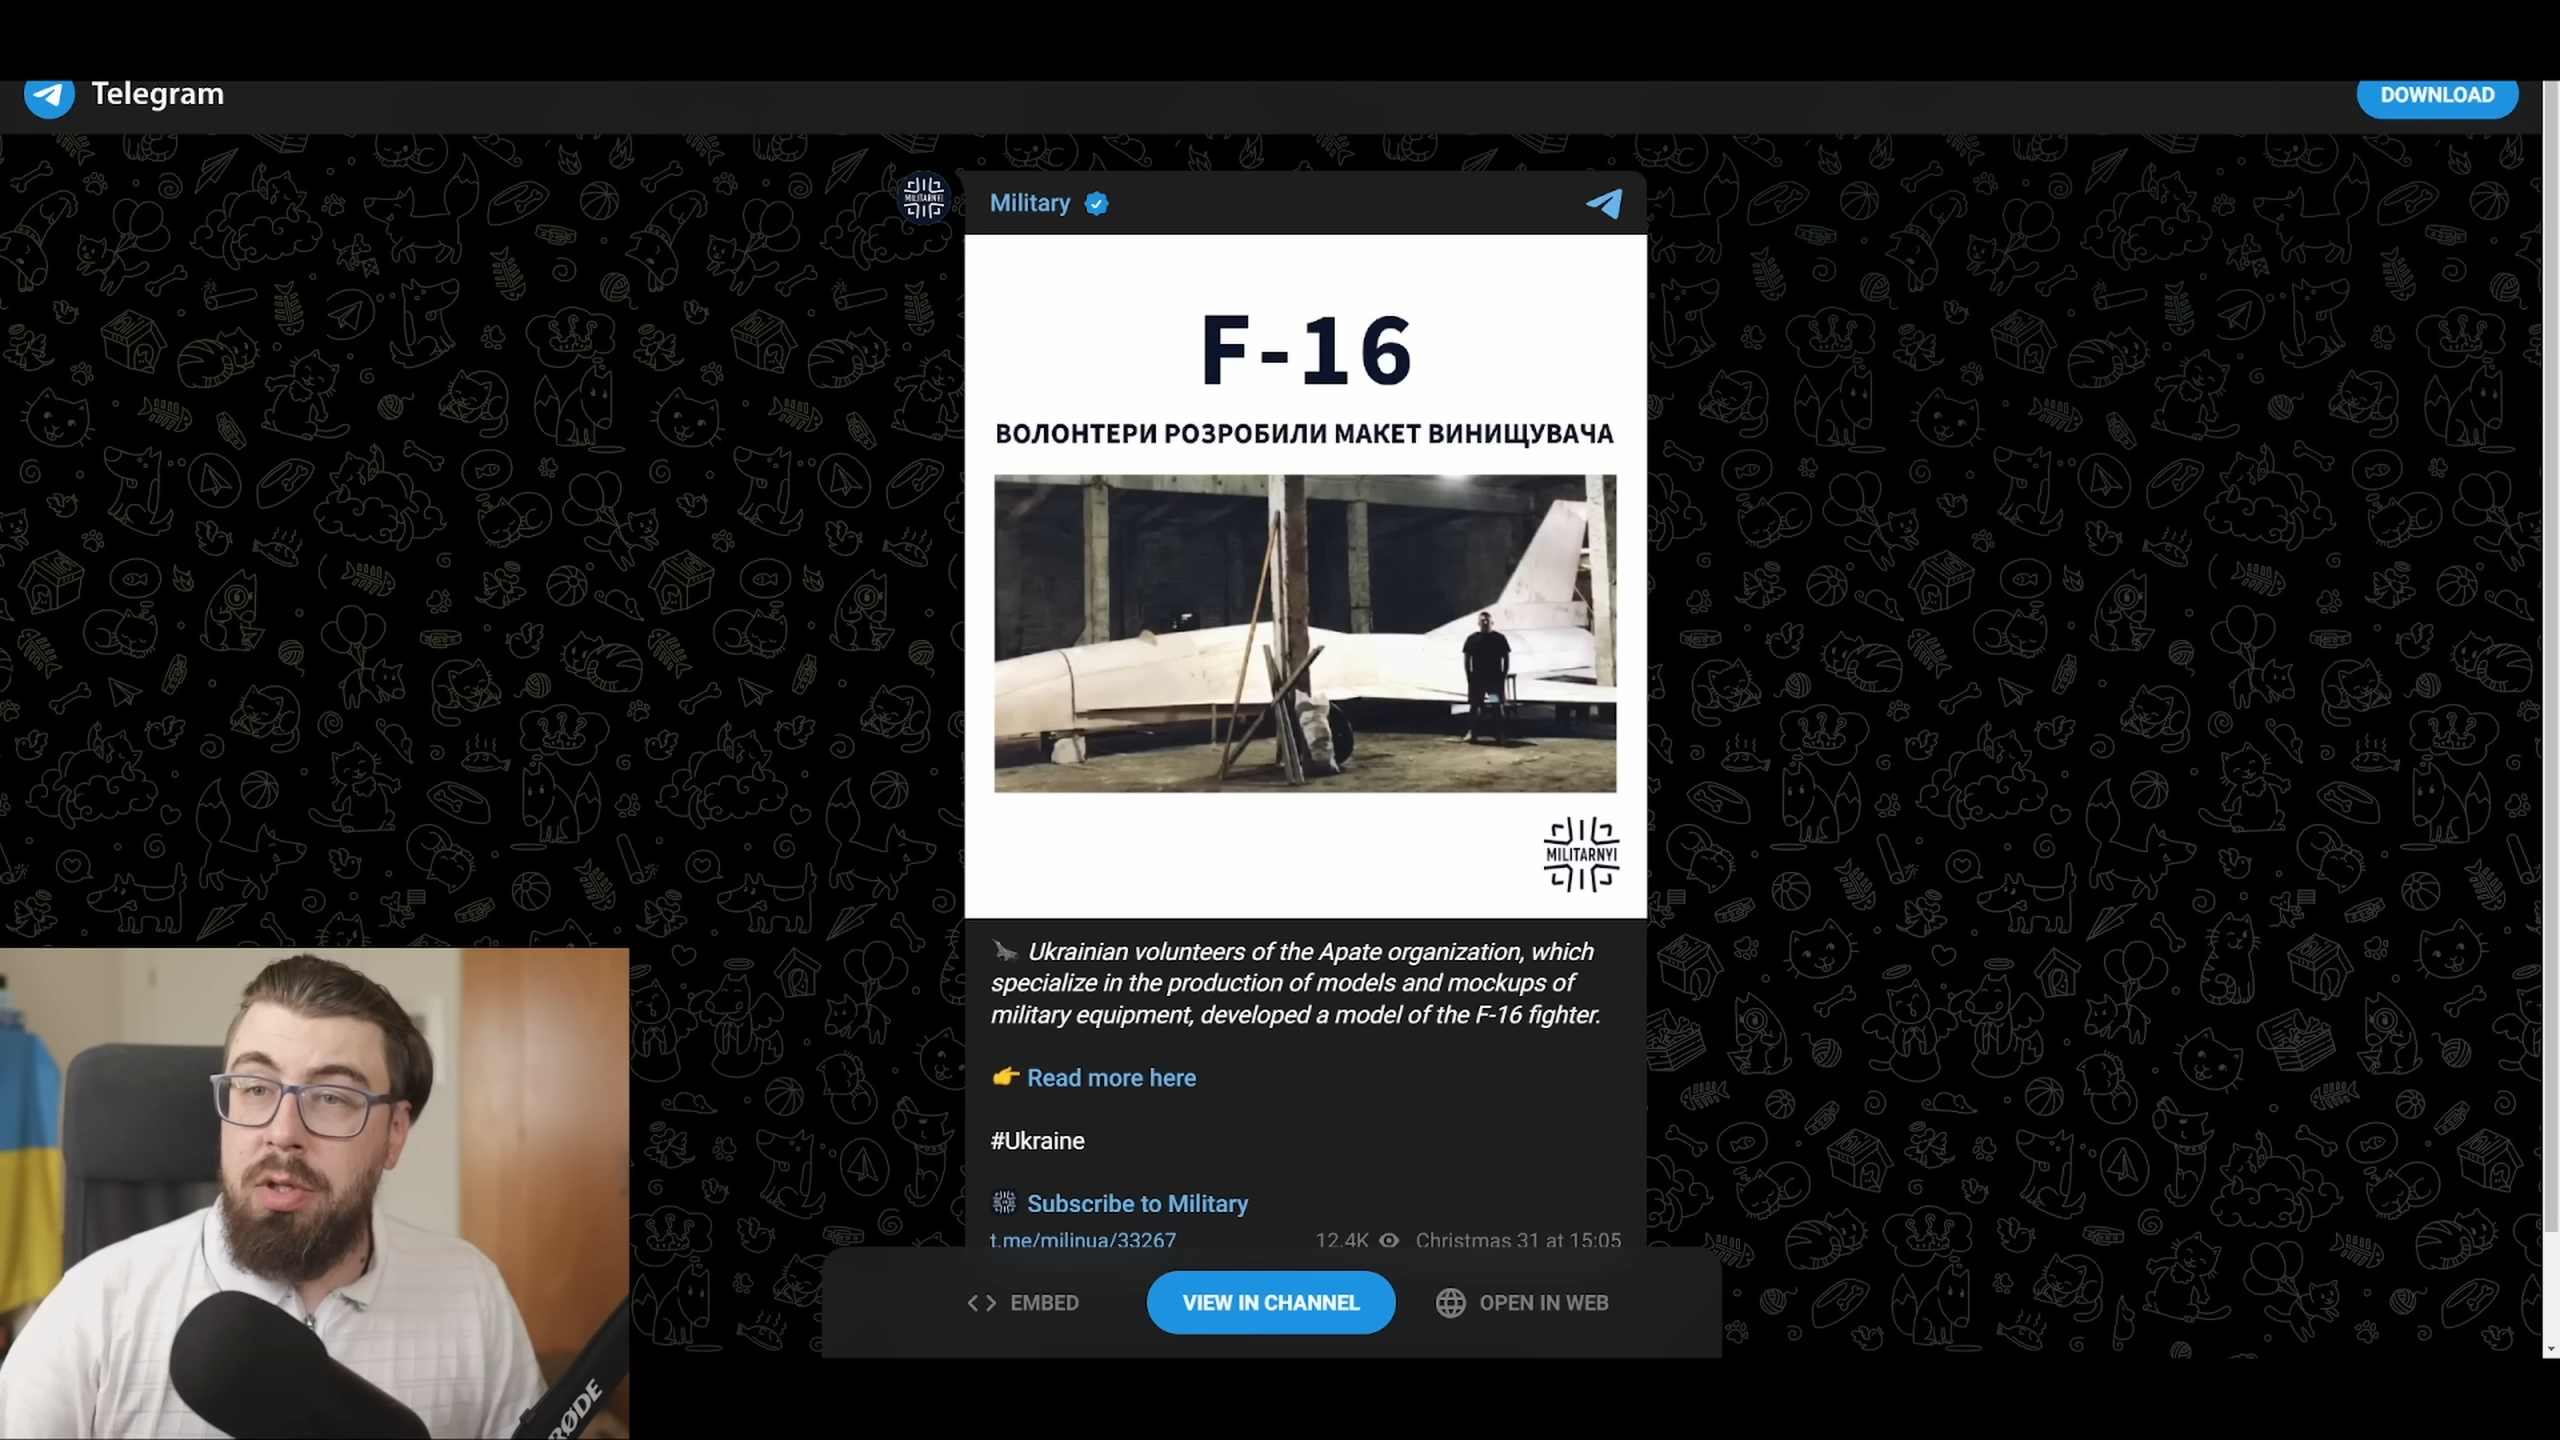 Telegram
DOWNLOAD
MILITARNYI
Military
F-16
ВОЛОНТЕРИ РОЗРОБИЛИ МАКЕТ ВИНИЩУВАЧА
MILITARNYI
Ukrainian volunteers of the Apate organization, which
specialize in the production of models and mockups of
military equipment, developed a model of the F-16 fighter.
👉 Read more here
#Ukraine
Subscribe to Military
t.me/milinua/33267 12.4K Christmas 31 at 15:05
EMBED VIEW IN CHANNEL OPEN IN WEB
RØDE